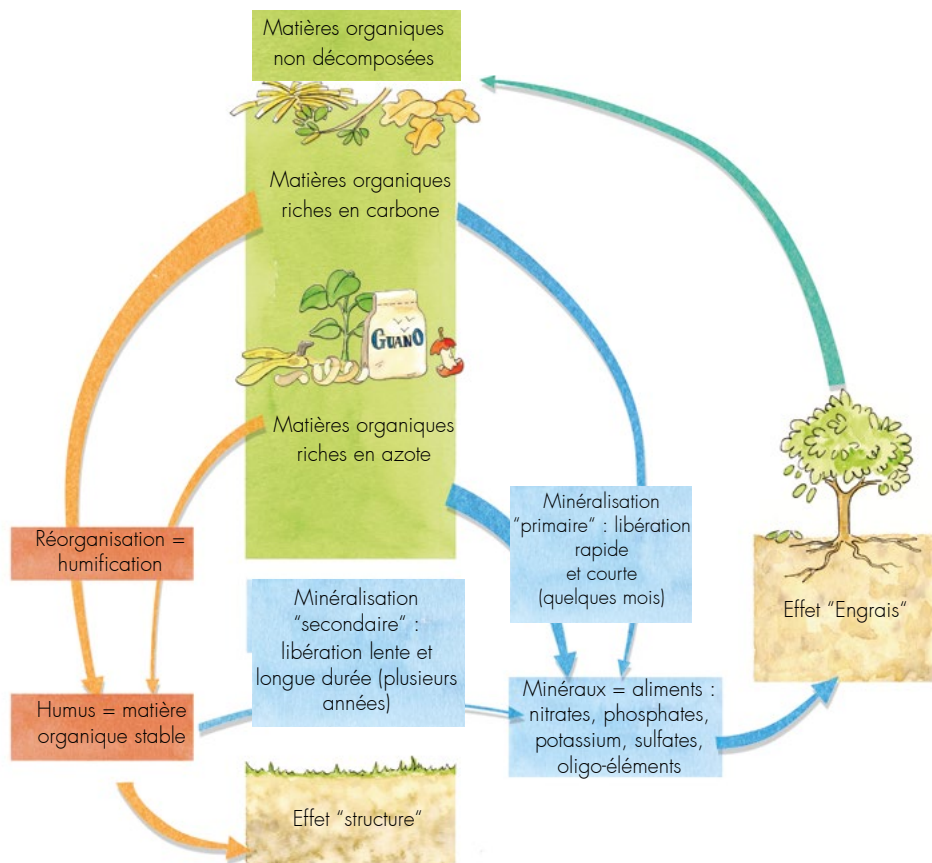 Matières organiques
non décomposées
Matières organiques
riches en carbone
GUANO
Matières organiques
riches en azote
Réorganisation =
humification
Minéralisation
"primaire" : libération
rapide
et courte
(quelques mois)
Minéralisation
"secondaire" :
libération lente et
longue durée (plusieurs
années)
Effet "Engrais"
Humus = matière
organique stable
Minéraux = aliments :
nitrates, phosphates,
potassium, sulfates,
oligo-éléments
Effet "structure"